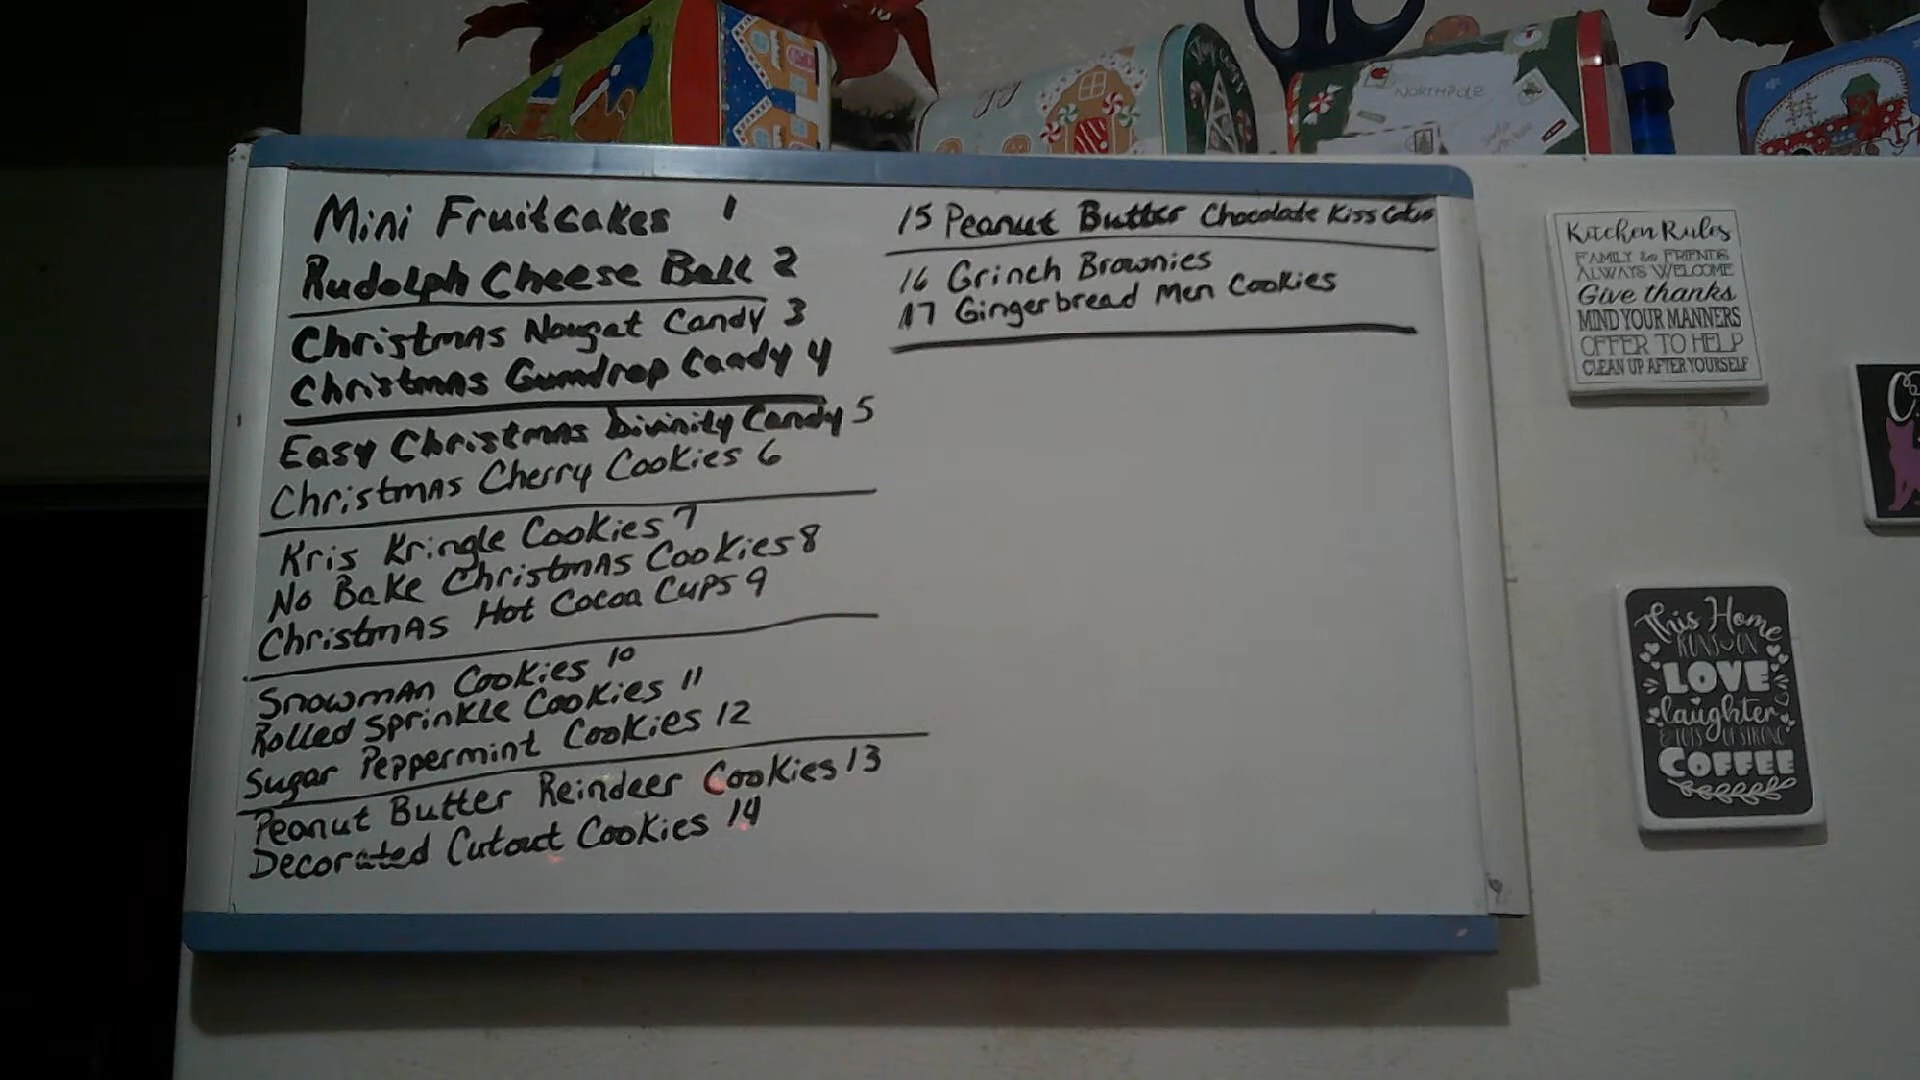 Mini Fruitcakes 1
Rudolph Cheese Ball 2
Christmas Nougat Candy 3
Christmas Gumdrop Candy 4
Easy Christmas Divinity Candy 5
Christmas Cherry Cookies 6
Kris Kringle Cookies 7
No Bake Christmas Cookies 8
Christmas Hot Cocoa Cups 9
Snowman Cookies 10
Rolled Sprinkle Cookies 11
Sugar Peppermint Cookies 12
Peanut Butter Reindeer Cookies 13
Decorated Cutout Cookies 14
15 Peanut Butter Chocolate Kiss
16 Grinch Brownies
17 Gingerbread Men Cookies
NORTH POLE
Kitchen Rules
FAMILY & FRIENDS
ALWAYS WELCOME
Give thanks
MIND YOUR MANNERS
OFFER TO HELP
CLEAN UP AFTER YOURSELF
This Home
RUNS ON
LOVE
laughter
& LOTS OF STRONG
COFFEE